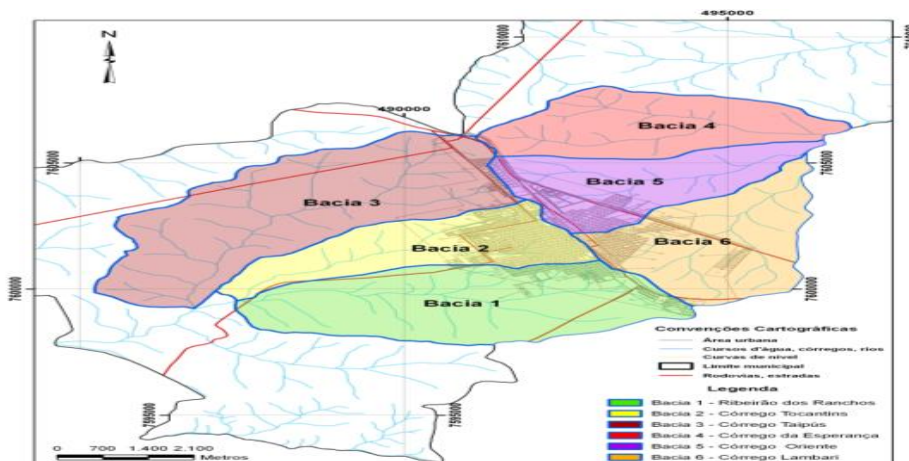 495000
7610000
N
490000
Bacia 4
7605000
7605000
Bacia 5
Bacia 3
Bacia 6
Bacia 2
7600000
Bacia 1
Convenções Cartográficas
Área urbana
Cursos d'água, córregos, rios
Curvas de nível
Limite municipal
Rodovias, estradas
Legenda
Bacia 1 - Ribeirão dos Ranchos
Bacia 2 - Córrego Tocantins
Bacia 3 - Córrego Taipús
Bacia 4 - Córrego da Esperança
Bacia 5 - Córrego Oriente
Bacia 6 - Córrego Lambari
7595000
7595000
0 700 1.400 2.100
Metros